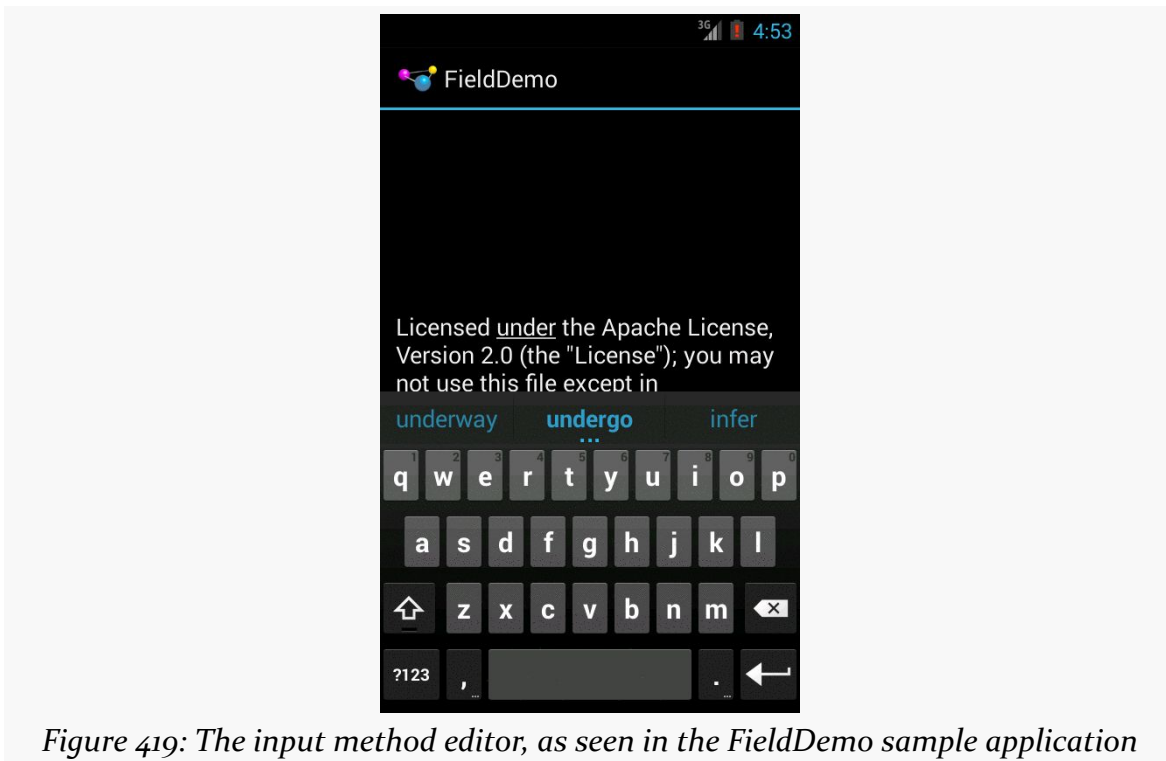 3G 4:53
FieldDemo
Licensed under the Apache License,
Version 2.0 (the "License"); you may
not use this file except in
underway undergo infer
1 2 3 4 5 6 7 8 9 0
q w e r t y u i o p
a s d f g h j k l
z x c v b n m
?123 , .
Figure 419: The input method editor, as seen in the FieldDemo sample application